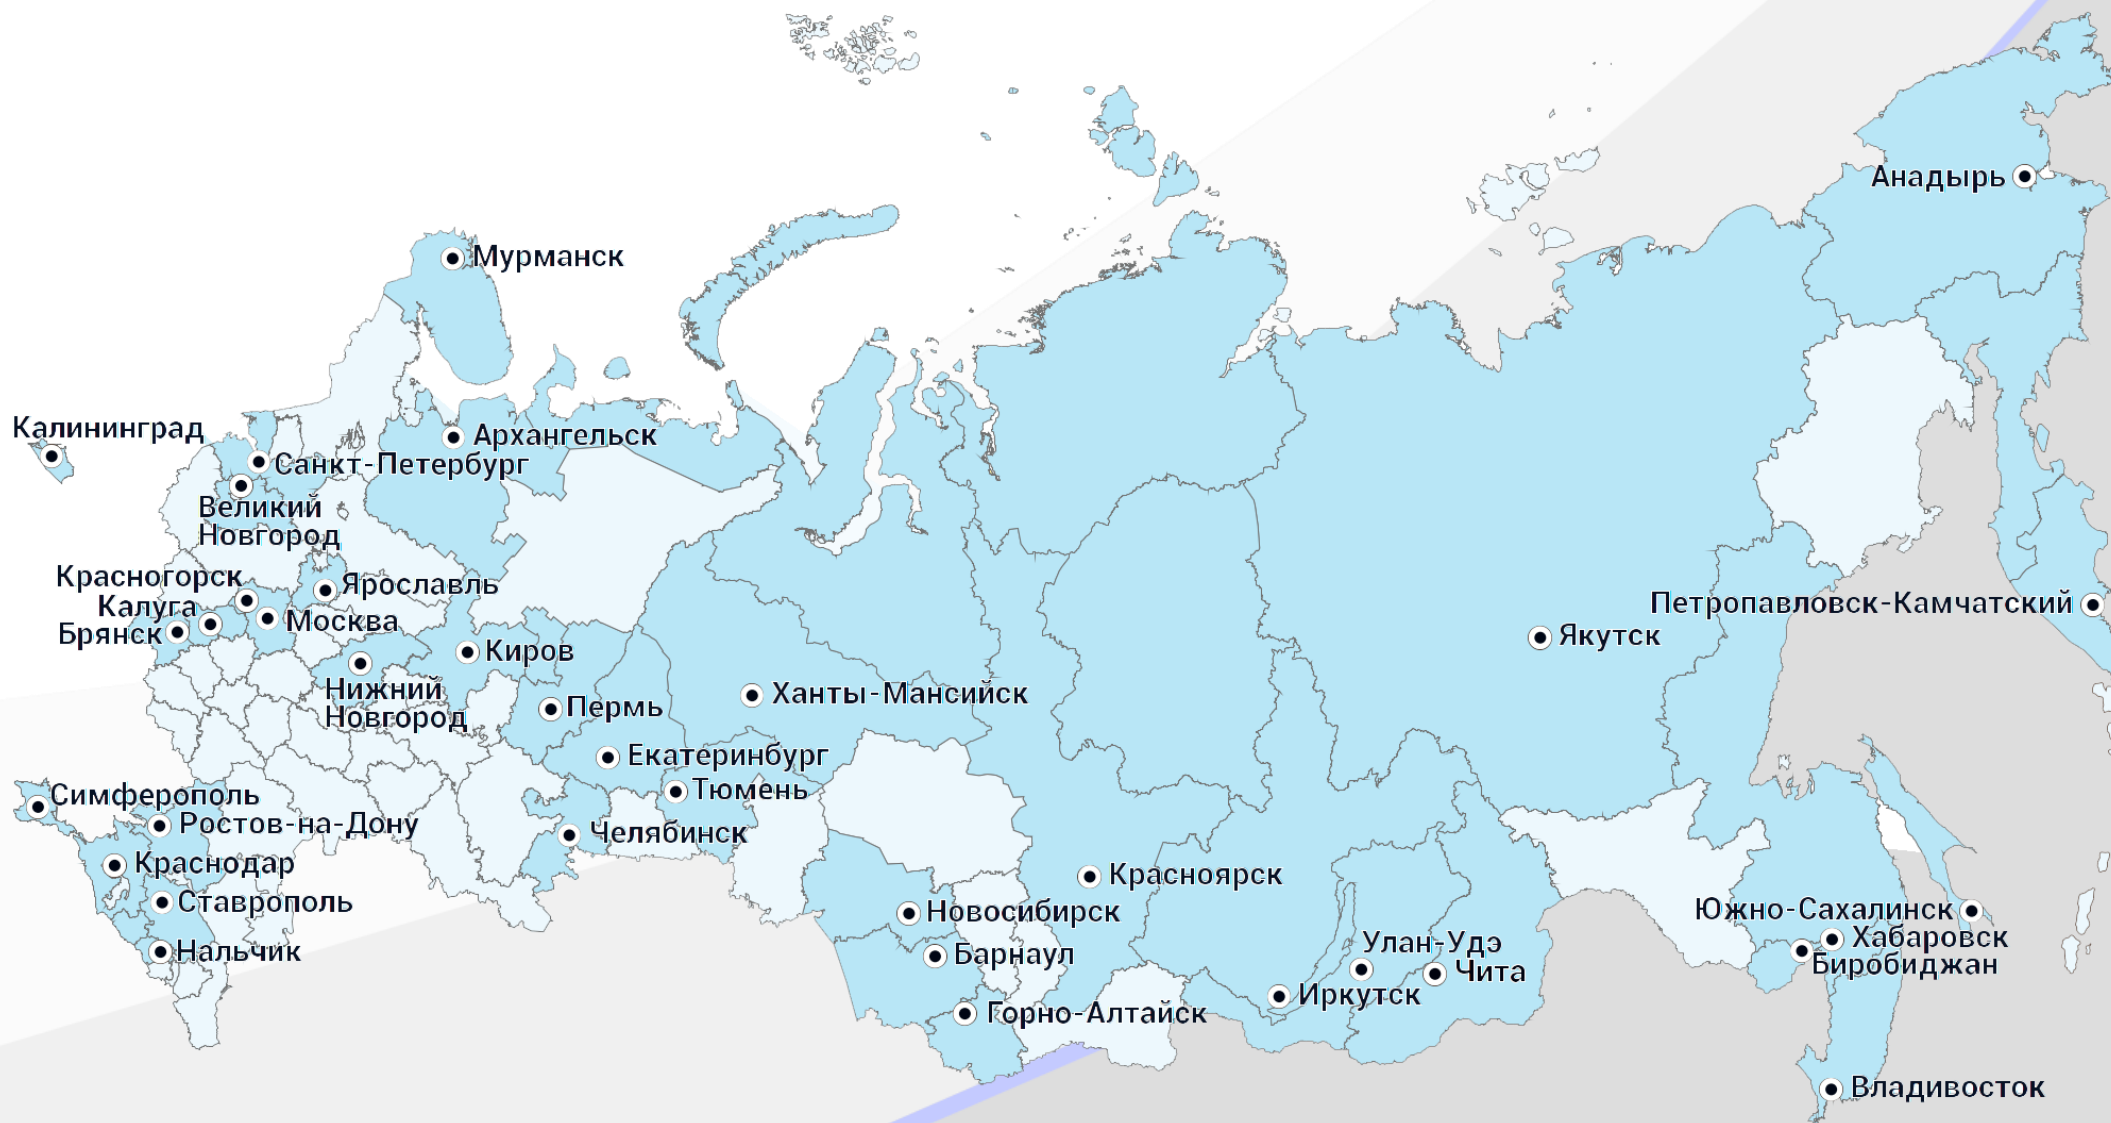 Анадырь
Мурманск
Калининград
Архангельск
Санкт-Петербург
Великий
Новгород
Красногорск
Ярославль
Калуга
Москва
Брянск
Петропавловск-Камчатский
Якутск
Киров
Нижний
Новгород
Ханты-Мансийск
Пермь
Екатеринбург
Тюмень
Симферополь
Ростов-на-Дону
Челябинск
Краснодар
Красноярск
Ставрополь
Новосибирск
Южно-Сахалинск
Хабаровск
Биробиджан
Нальчик
Барнаул
Улан-Удэ
Чита
Иркутск
Горно-Алтайск
Владивосток